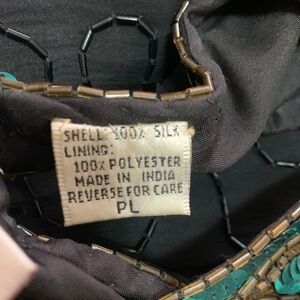 SHELL: 100% SILK
LINING:
100% POLYESTER
MADE IN INDIA
REVERSE FOR CARE
PL